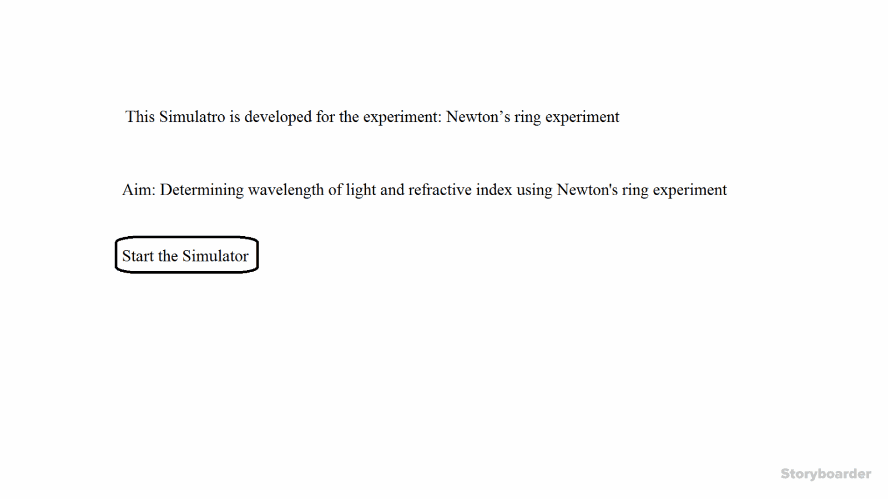 This Simulatro is developed for the experiment: Newton’s ring experiment
Aim: Determining wavelength of light and refractive index using Newton's ring experiment
Start the Simulator
Storyboarder